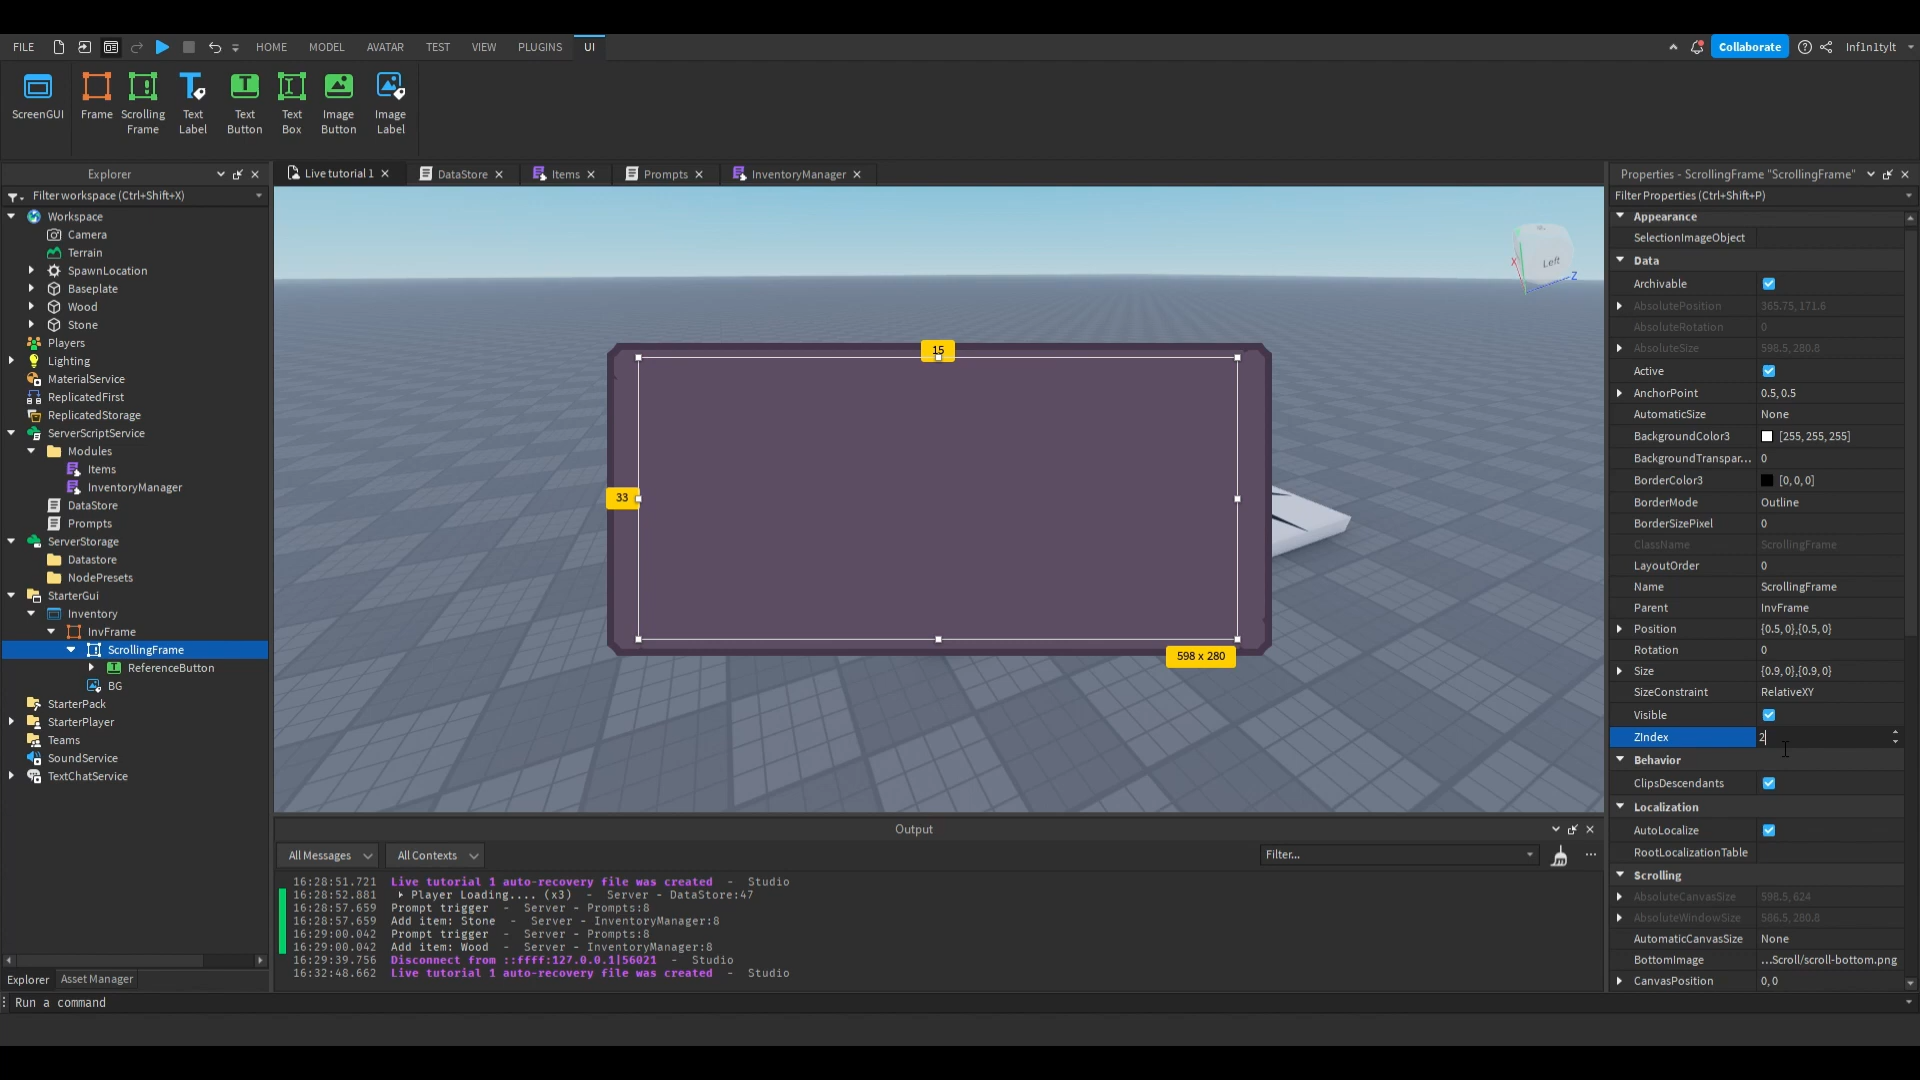 FILE HOME MODEL AVATAR TEST VIEW PLUGINS UI Collaborate Inf1n1tylt
ScreenGUI Frame Scrolling Frame Text Label Text Button Text Box Image Button Image Label
Explorer
Filter workspace (Ctrl+Shift+X)
Workspace
Camera
Terrain
SpawnLocation
Baseplate
Wood
Stone
Players
Lighting
MaterialService
ReplicatedFirst
ReplicatedStorage
ServerScriptService
Modules
Items
InventoryManager
DataStore
Prompts
ServerStorage
Datastore
NodePresets
StarterGui
Inventory
InvFrame
ScrollingFrame
ReferenceButton
BG
StarterPack
StarterPlayer
Teams
SoundService
TextChatService
Explorer Asset Manager
Run a command
Live tutorial 1 DataStore Items Prompts InventoryManager
Left
X
Z
15
33
598 x 280
Output
All Messages All Contexts Filter... ...
16:28:51.721 Live tutorial 1 auto-recovery file was created - Studio
16:28:52.881 Player Loading.... (x3) - Server - DataStore:47
16:28:57.659 Prompt trigger - Server - Prompts:8
16:28:57.659 Add item: Stone - Server - InventoryManager:8
16:29:00.042 Prompt trigger - Server - Prompts:8
16:29:00.042 Add item: Wood - Server - InventoryManager:8
16:29:39.756 Disconnect from ::ffff:127.0.0.1|56021 - Studio
16:32:48.662 Live tutorial 1 auto-recovery file was created - Studio
Properties - ScrollingFrame "ScrollingFrame"
Filter Properties (Ctrl+Shift+P)
Appearance
SelectionImageObject
Data
Archivable
AbsolutePosition 365.75, 171.6
AbsoluteRotation 0
AbsoluteSize 598.5, 280.8
Active
AnchorPoint 0.5, 0.5
AutomaticSize None
BackgroundColor3 [255, 255, 255]
BackgroundTranspar... 0
BorderColor3 [0, 0, 0]
BorderMode Outline
BorderSizePixel 0
ClassName ScrollingFrame
LayoutOrder 0
Name ScrollingFrame
Parent InvFrame
Position {0.5, 0},{0.5, 0}
Rotation 0
Size {0.9, 0},{0.9, 0}
SizeConstraint RelativeXY
Visible
ZIndex 2
Behavior
ClipsDescendants
Localization
AutoLocalize
RootLocalizationTable
Scrolling
AbsoluteCanvasSize 598.5, 624
AbsoluteWindowSize 586.5, 280.8
AutomaticCanvasSize None
BottomImage ...Scroll/scroll-bottom.png
CanvasPosition 0, 0